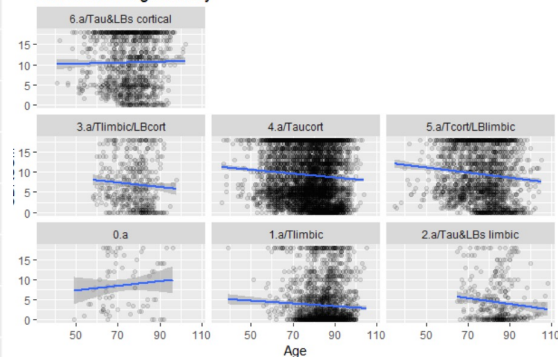 6.a/Tau&LBs cortical
15
10
5
0
3.a/Tlimbic/LBcort
4.a/Taucort
5.a/Tcort/LBlimbic
15
10
5
0
0.a
1.a/Tlimbic
2.a/Tau&LBs limbic
15
10
5
0
50 70 90 110 50 70 90 110 50 70 90 110
Age